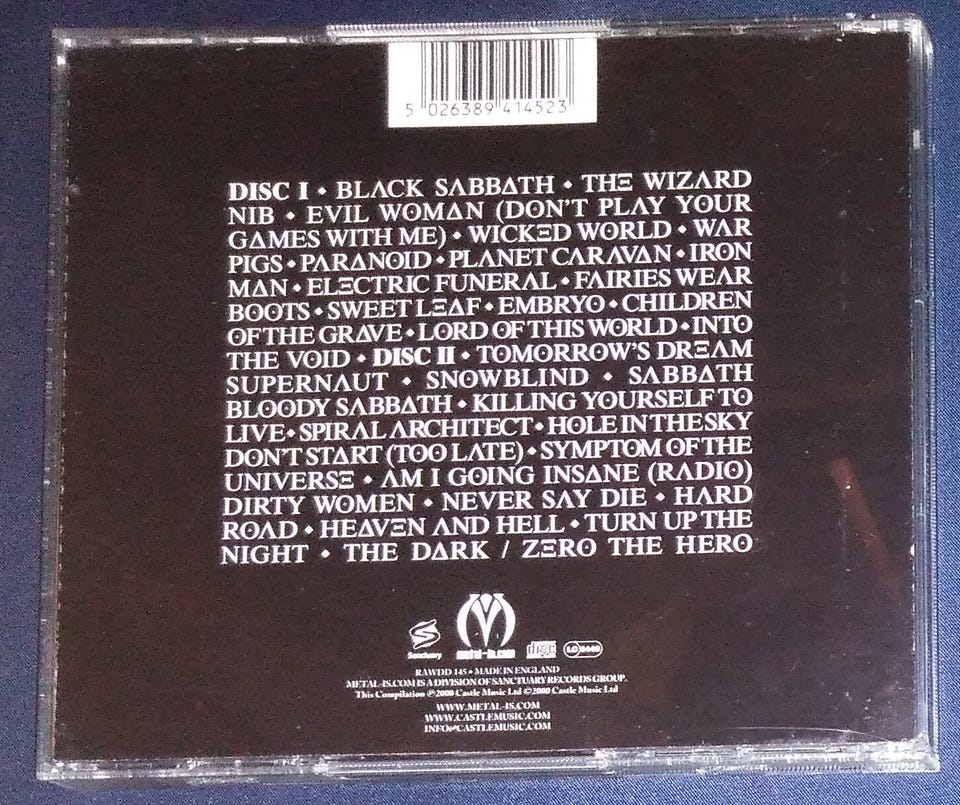 5 026389 414523
DISC I • BLACK SABBATH • THE WIZARD
NIB • EVIL WOMAN (DON'T PLAY YOUR
GAMES WITH ME) • WICKED WORLD • WAR
PIGS • PARANOID • PLANET CARAVAN • IRON
MAN • ELECTRIC FUNERAL • FAIRIES WEAR
BOOTS • SWEET LEAF • EMBRYO • CHILDREN
OF THE GRAVE • LORD OF THIS WORLD • INTO
THE VOID • DISC II • TOMORROW'S DREAM
SUPERNAUT • SNOWBLIND • SABBATH
BLOODY SABBATH • KILLING YOURSELF TO
LIVE • SPIRAL ARCHITECT • HOLE IN THE SKY
DON'T START (TOO LATE) • SYMPTOM OF THE
UNIVERSE • AM I GOING INSANE (RADIO)
DIRTY WOMEN • NEVER SAY DIE • HARD
ROAD • HEAVEN AND HELL • TURN UP THE
NIGHT • THE DARK / ZERO THE HERO
Sanctuary metal-is.com disc LC
RAWDD 145 • MADE IN ENGLAND
METAL-IS.COM IS A DIVISION OF SANCTUARY RECORDS GROUP.
This Compilation ℗2000 Castle Music Ltd ©2000 Castle Music Ltd
WWW.METAL-IS.COM
WWW.CASTLEMUSIC.COM
INFO@CASTLEMUSIC.COM